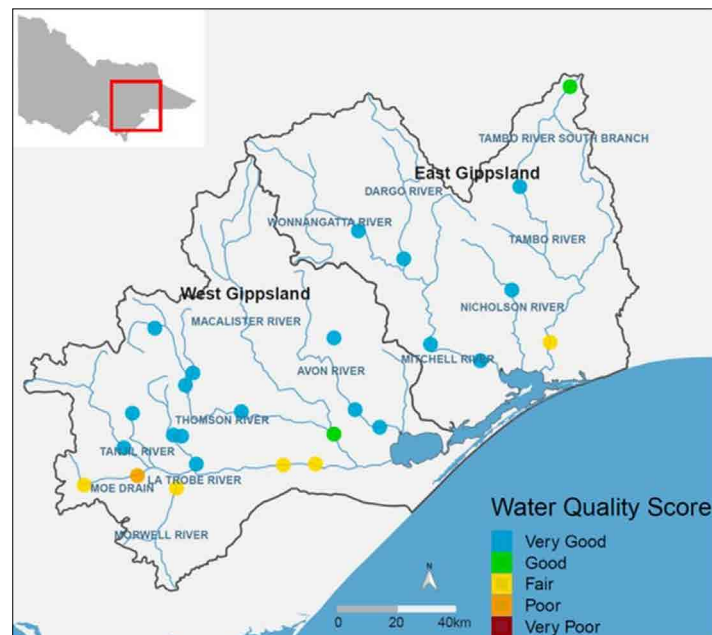 TAMBO RIVER SOUTH BRANCH
East Gippsland
DARGO RIVER
WONNANGATTA RIVER
TAMBO RIVER
West Gippsland
NICHOLSON RIVER
MACALISTER RIVER
MITCHELL RIVER
AVON RIVER
THOMSON RIVER
TANJIL RIVER
LA TROBE RIVER
MOE DRAIN
MORWELL RIVER
Water Quality Score
Very Good
Good
Fair
Poor
Very Poor
N
0 20 40km